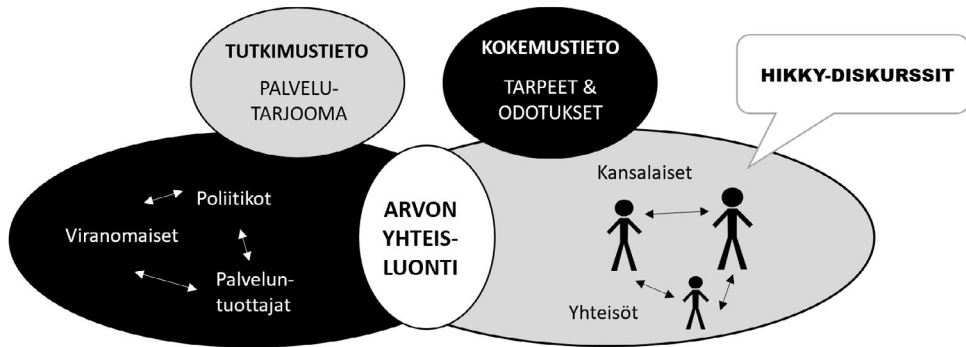 TUTKIMUSTIETO
PALVELU-
TARJOOMA
KOKEMUSTIETO
TARPEET &
ODOTUKSET
HIKKY-DISKURSSIT
Poliitikot
Viranomaiset
Palvelun-
tuottajat
ARVON
YHTEIS-
LUONTI
Kansalaiset
Yhteisöt